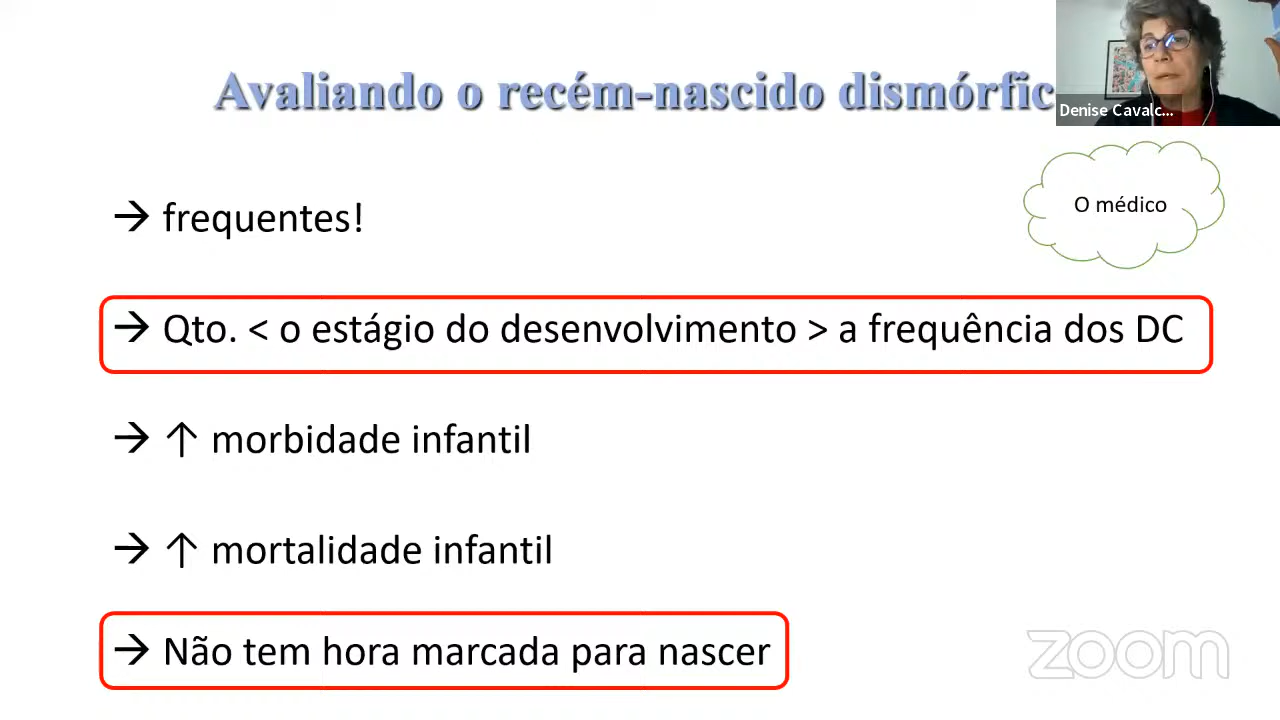 Avaliando o recém-nascido dismórfic
Denise Cavalc...
O médico
→ frequentes!
→ Qto. < o estágio do desenvolvimento > a frequência dos DC
→ ↑ morbidade infantil
→ ↑ mortalidade infantil
→ Não tem hora marcada para nascer
zoom